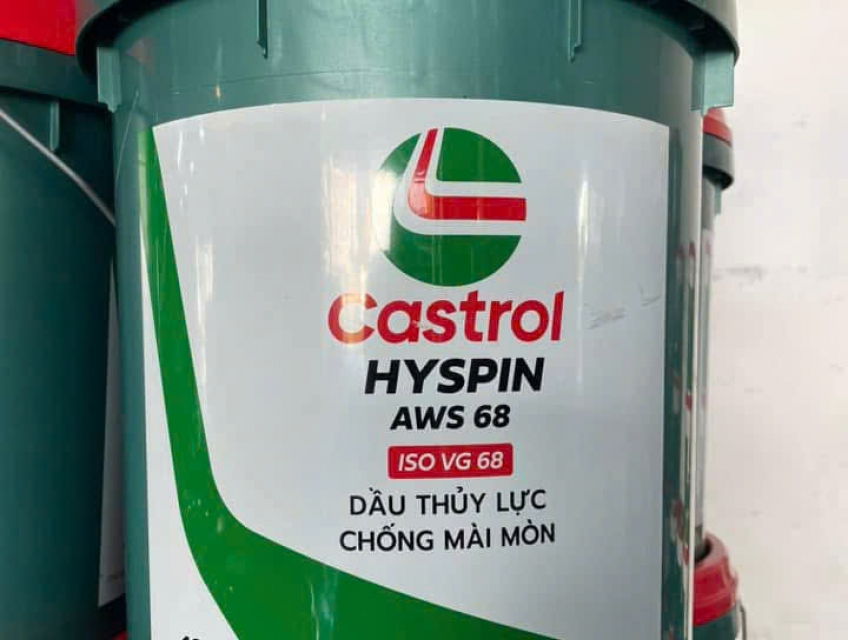 Castrol
HYSPIN
AWS 68
ISO VG 68
DẦU THỦY LỰC
CHỐNG MÀI MÒN